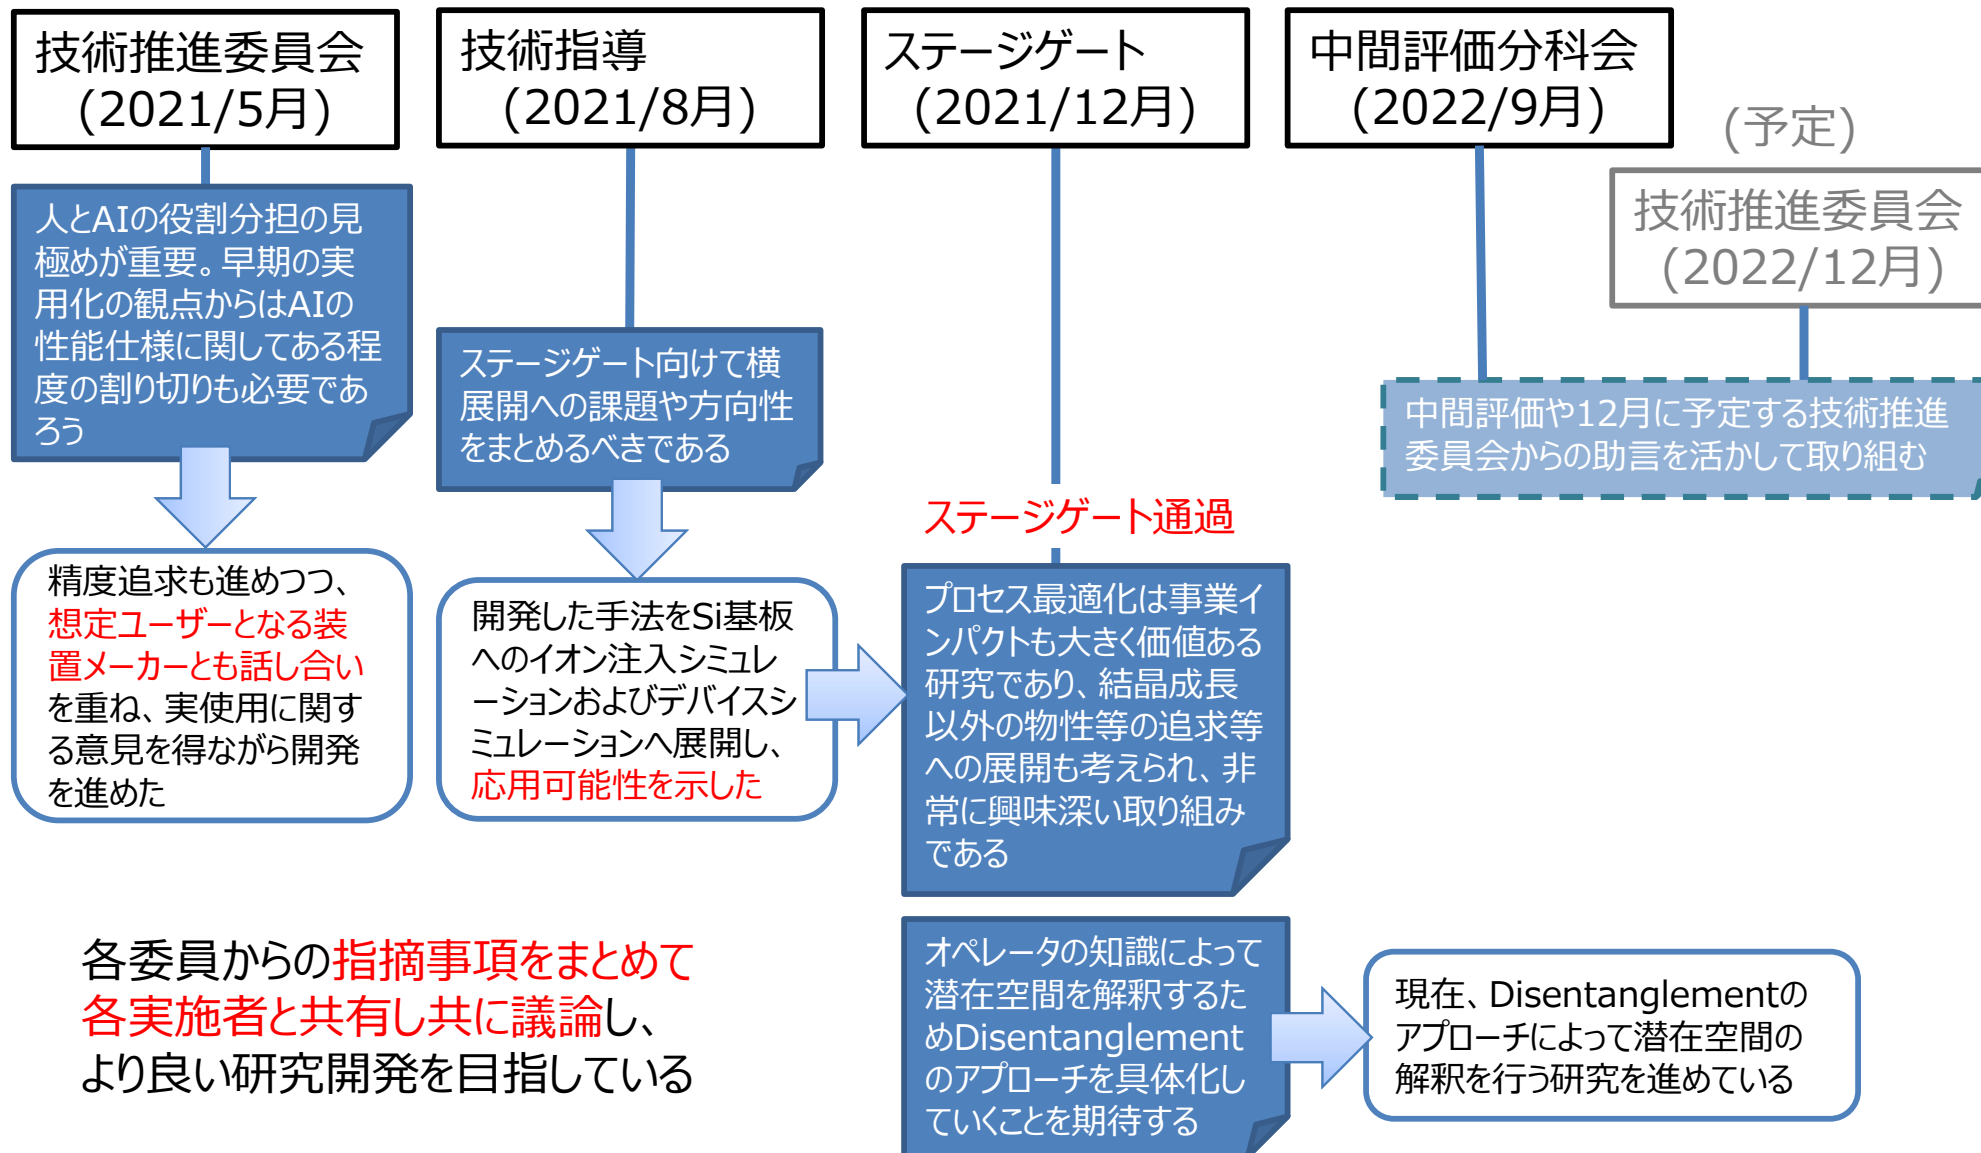 技術推進委員会
(2021/5月)
人とAIの役割分担の見
極めが重要。早期の実
用化の観点からはAIの
性能仕様に関してある程
度の割り切りも必要であ
ろう
精度追求も進めつつ、
想定ユーザーとなる装
置メーカーとも話し合い
を重ね、実使用に関す
る意見を得ながら開発
を進めた
技術指導
(2021/8月)
ステージゲート向けて横
展開への課題や方向性
をまとめるべきである
開発した手法をSi基板
へのイオン注入シミュレ
ーションおよびデバイスシ
ミュレーションへ展開し、
応用可能性を示した
ステージゲート
(2021/12月)
ステージゲート通過
プロセス最適化は事業イ
ンパクトも大きく価値ある
研究であり、結晶成長
以外の物性等の追求等
への展開も考えられ、非
常に興味深い取り組み
である
オペレータの知識によって
潜在空間を解釈するた
めDisentanglement
のアプローチを具体化し
ていくことを期待する
現在、Disentanglementの
アプローチによって潜在空間の
解釈を行う研究を進めている
中間評価分科会
(2022/9月)
(予定)
技術推進委員会
(2022/12月)
中間評価や12月に予定する技術推進
委員会からの助言を活かして取り組む
各委員からの指摘事項をまとめて
各実施者と共有し共に議論し、
より良い研究開発を目指している